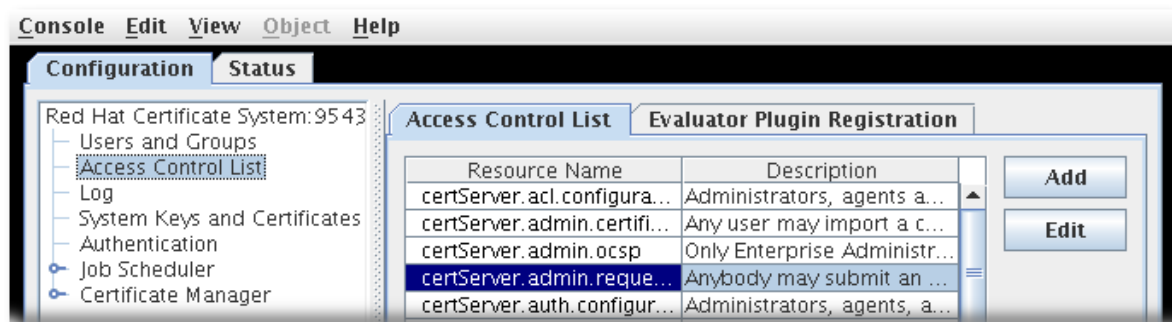 Console Edit View Object Help
Configuration Status
Red Hat Certificate System:9543
Users and Groups
Access Control List
Log
System Keys and Certificates
Authentication
Job Scheduler
Certificate Manager
Access Control List Evaluator Plugin Registration
Resource Name Description
certServer.acl.configura... Administrators, agents a...
certServer.admin.certifi... Any user may import a c...
certServer.admin.ocsp Only Enterprise Administr...
certServer.admin.reque... Anybody may submit an ...
certServer.auth.configur... Administrators, agents, a...
Add
Edit